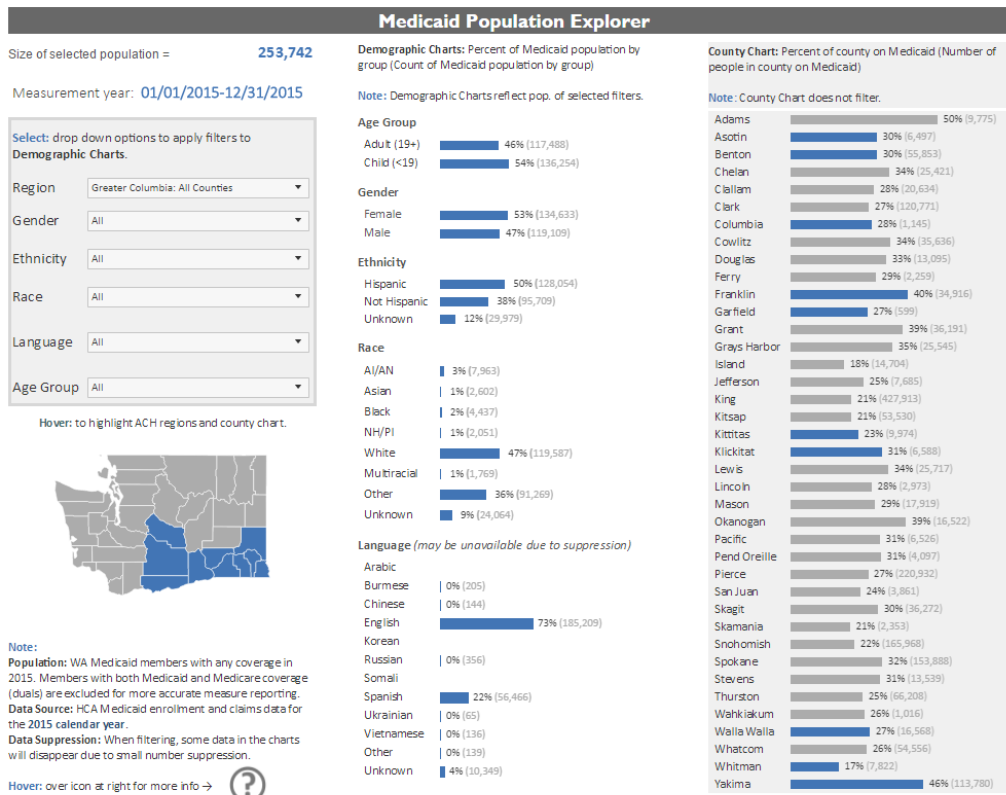 Medicaid Population Explorer
Size of selected population = 253,742
Measurement year: 01/01/2015-12/31/2015
Select: drop down options to apply filters to
Demographic Charts.
Region Greater Columbia: All Counties
Gender All
Ethnicity All
Race All
Language All
Age Group All
Hover: to highlight ACH regions and county chart.
Note:
Population: WA Medicaid members with any coverage in
2015. Members with both Medicaid and Medicare coverage
(duals) are excluded for more accurate measure reporting.
Data Source: HCA Medicaid enrollment and claims data for
the 2015 calendar year.
Data Suppression: When filtering, some data in the charts
will disappear due to small number suppression.
Hover: over icon at right for more info → ?
Demographic Charts: Percent of Medicaid population by
group (Count of Medicaid population by group)
Note: Demographic Charts reflect pop. of selected filters.
Age Group
Adult (19+) 46% (117,488)
Child (<19) 54% (136,254)
Gender
Female 53% (134,633)
Male 47% (119,109)
Ethnicity
Hispanic 50% (128,054)
Not Hispanic 38% (95,709)
Unknown 12% (29,979)
Race
AI/AN 3% (7,963)
Asian 1% (2,602)
Black 2% (4,437)
NH/PI 1% (2,051)
White 47% (119,587)
Multiracial 1% (1,769)
Other 36% (91,269)
Unknown 9% (24,064)
Language (may be unavailable due to suppression)
Arabic
Burmese 0% (205)
Chinese 0% (144)
English 73% (185,209)
Korean
Russian 0% (356)
Somali
Spanish 22% (56,466)
Ukrainian 0% (65)
Vietnamese 0% (136)
Other 0% (139)
Unknown 4% (10,349)
County Chart: Percent of county on Medicaid (Number of
people in county on Medicaid)
Note: County Chart does not filter.
Adams 50% (9,775)
Asotin 30% (6,497)
Benton 30% (55,853)
Chelan 34% (25,421)
Clallam 28% (20,634)
Clark 27% (120,771)
Columbia 28% (1,145)
Cowlitz 34% (35,636)
Douglas 33% (13,095)
Ferry 29% (2,259)
Franklin 40% (34,916)
Garfield 27% (599)
Grant 39% (36,191)
Grays Harbor 35% (25,545)
Island 18% (14,704)
Jefferson 25% (7,685)
King 21% (427,913)
Kitsap 21% (53,530)
Kittitas 23% (9,974)
Klickitat 31% (6,588)
Lewis 34% (25,717)
Lincoln 28% (2,973)
Mason 29% (17,919)
Okanogan 39% (16,522)
Pacific 31% (6,526)
Pend Oreille 31% (4,097)
Pierce 27% (220,932)
San Juan 24% (3,861)
Skagit 30% (36,272)
Skamania 21% (2,353)
Snohomish 22% (165,968)
Spokane 32% (153,888)
Stevens 31% (13,539)
Thurston 25% (66,208)
Wahkiakum 26% (1,016)
Walla Walla 27% (16,568)
Whatcom 26% (54,556)
Whitman 17% (7,822)
Yakima 46% (113,780)